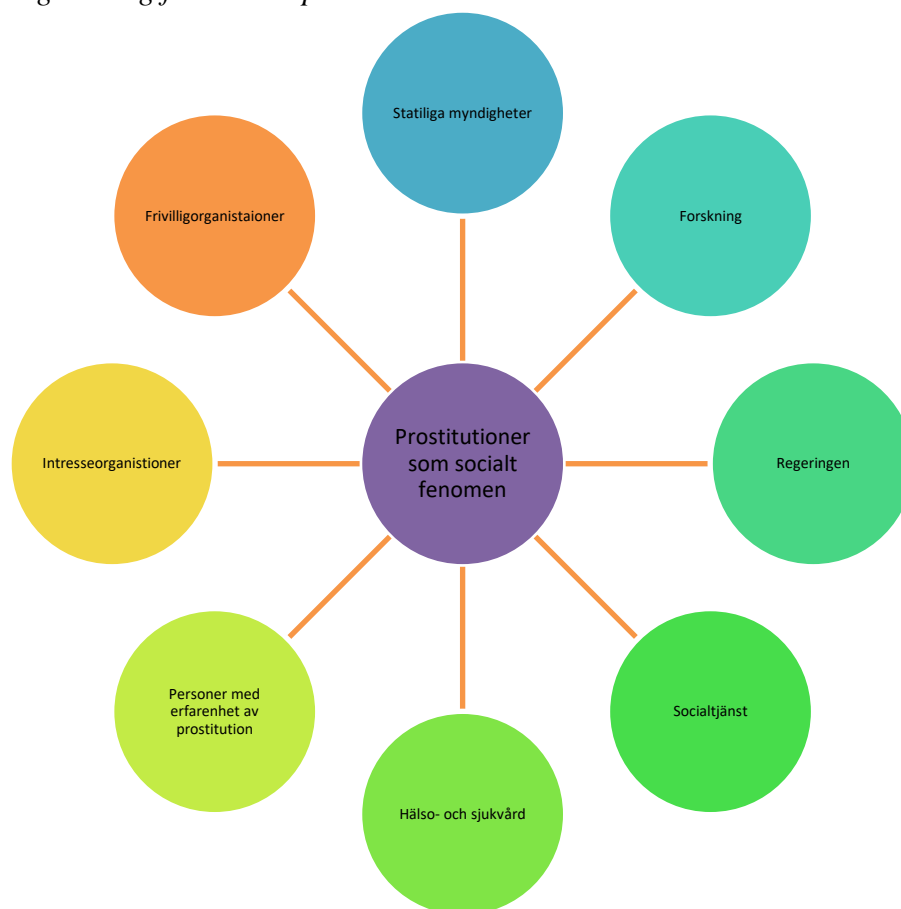 Statiliga myndigheter
Forskning
Regeringen
Socialtjänst
Hälso- och sjukvård
Personer med
erfarenhet av
prostitution
Intresseorganistioner
Frivilligorganistaioner
Prostitutioner
som socialt
fenomen